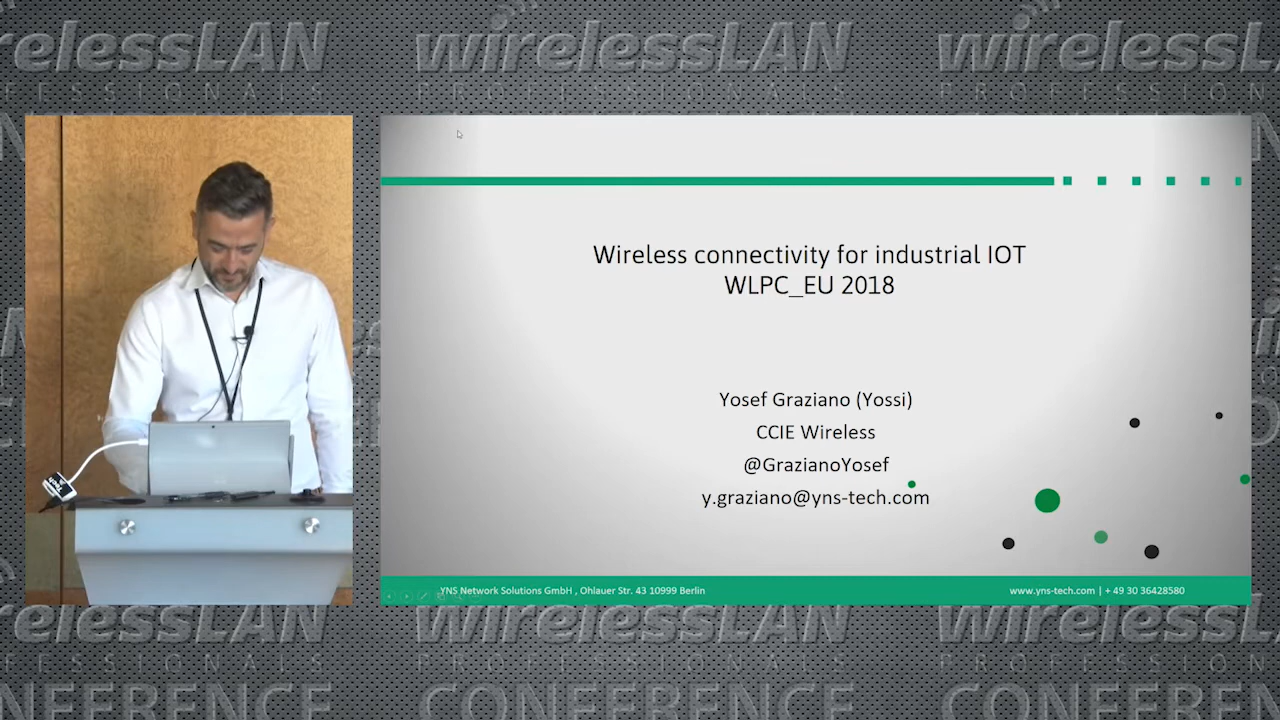 wirelessLAN
PROFESSIONALS
Wireless connectivity for industrial IOT
WLPC_EU 2018
Yosef Graziano (Yossi)
CCIE Wireless
@GrazianoYosef
y.graziano@yns-tech.com
YNS Network Solutions GmbH , Ohlauer Str. 43 10999 Berlin
www.yns-tech.com | + 49 30 36428580
wirelessLAN
PROFESSIONALS
CONFERENCE